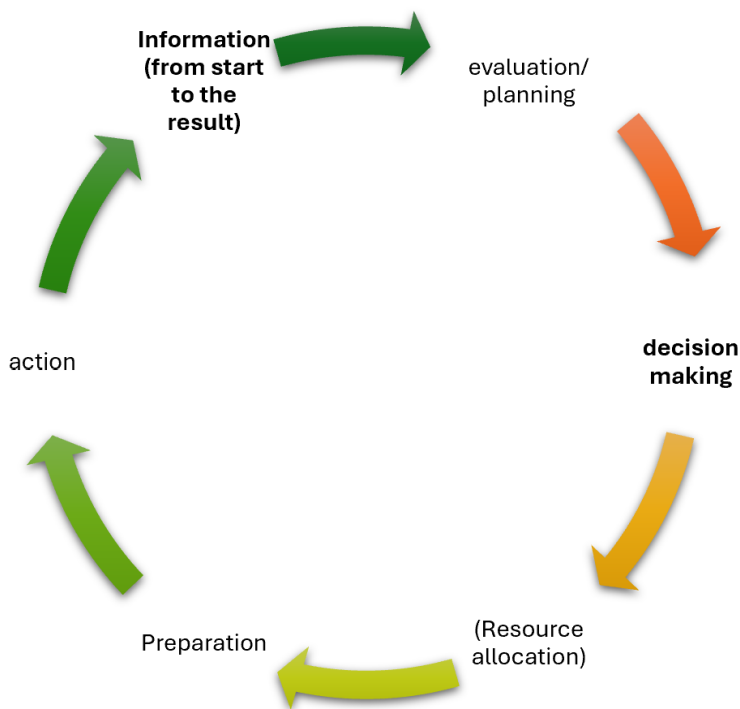 Information
(from start
to the
result)
evaluation/
planning
decision
making
(Resource
allocation)
Preparation
action